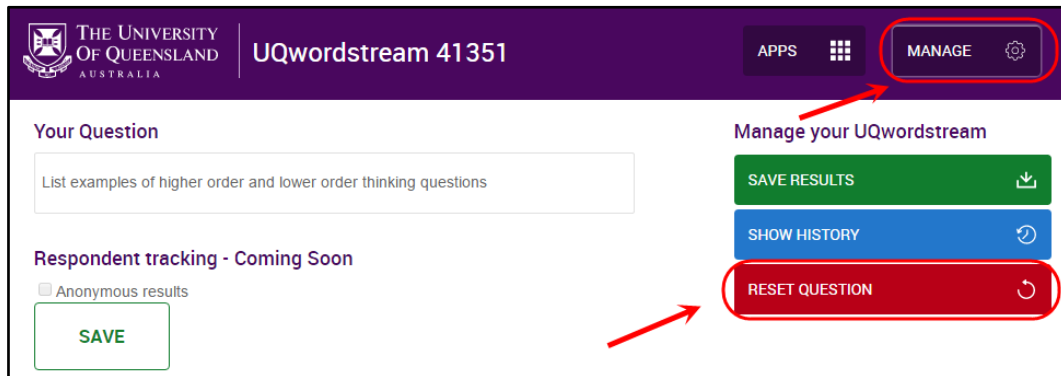 THE UNIVERSITY
OF QUEENSLAND
AUSTRALIA
UQwordstream 41351
APPS
MANAGE
Your Question
List examples of higher order and lower order thinking questions
Respondent tracking - Coming Soon
Anonymous results
SAVE
Manage your UQwordstream
SAVE RESULTS
SHOW HISTORY
RESET QUESTION